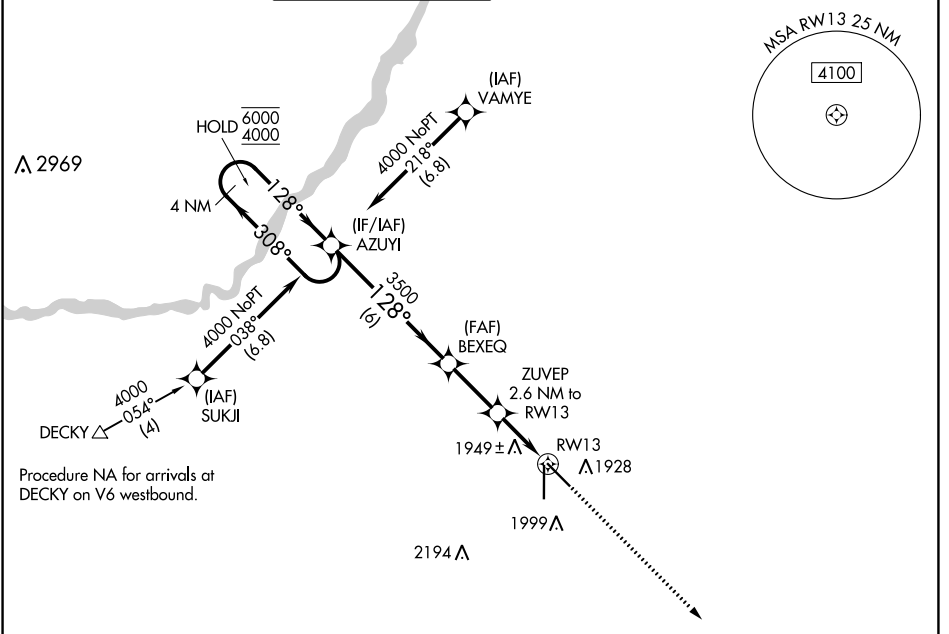 MSA RW13 25 NM
4100
(IAF)
VAMYE
4000 NoPT
218°
(6.8)
HOLD 6000
4000
2969
4 NM
128°
308°
(IF/IAF)
AZUYI
3500
128°
(6)
4000 NoPT
038°
(6.8)
(FAF)
BEXEQ
ZUVEP
2.6 NM to
RW13
(IAF)
SUKJI
4000
054°
(4)
DECKY
1949±
RW13
1928
Procedure NA for arrivals at
DECKY on V6 westbound.
1999
2194